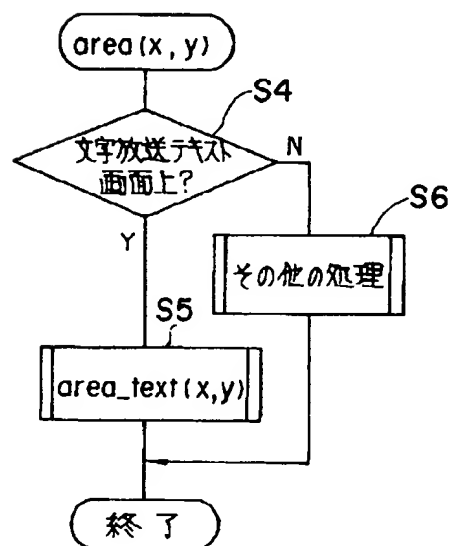 area(x,y)
S4
文字放送テキスト
画面上?
N
S6
Y
その他の処理
S5
area_text(x,y)
終了